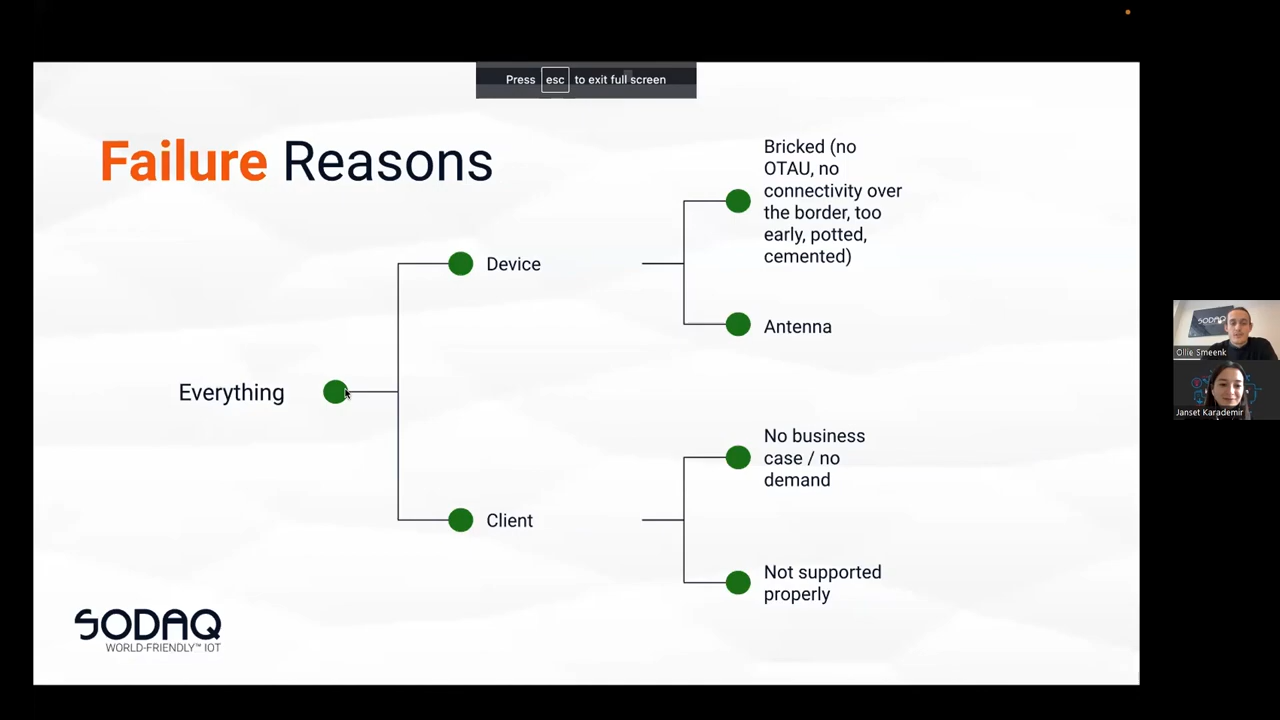 Press esc to exit full screen
Failure Reasons
Bricked (no
OTAU, no
connectivity over
the border, too
early, potted,
cemented)
Device
Antenna
Everything
No business
case / no
demand
Client
Not supported
properly
SODAQ
WORLD-FRIENDLY™ IOT
SODAQ
Ollie Smeenk
Janset Karademir